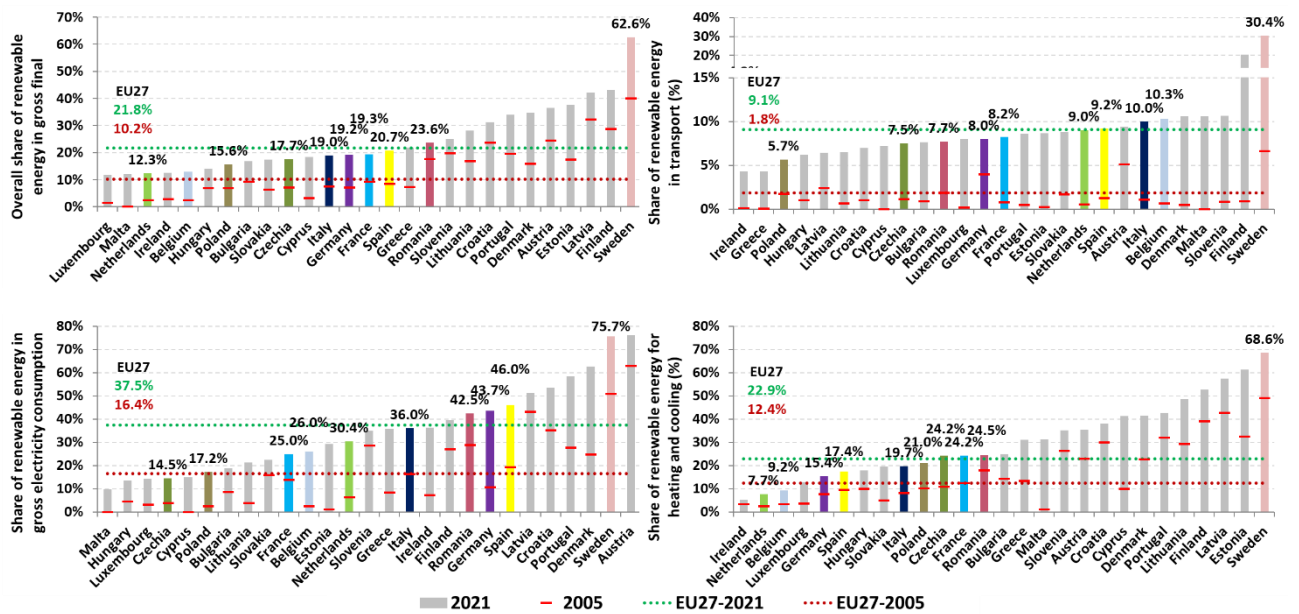 Overall share of renewable
energy in gross final
70%
60%
50%
40%
30%
20%
10%
0%
EU27
21.8%
10.2%
12.3%
15.6%
17.7%
19.0%
19.2%
19.3%
20.7%
23.6%
62.6%
Luxembourg
Malta
Netherlands
Ireland
Belgium
Hungary
Poland
Bulgaria
Slovakia
Czechia
Cyprus
Italy
Germany
France
Spain
Greece
Romania
Slovenia
Lithuania
Croatia
Portugal
Denmark
Austria
Estonia
Latvia
Finland
Sweden
Share of renewable energy
in transport (%)
40%
30%
20%
15%
10%
5%
0%
EU27
9.1%
1.8%
5.7%
7.5%
7.7%
8.0%
8.2%
9.0%
9.2%
10.0%
10.3%
30.4%
Ireland
Greece
Poland
Hungary
Latvia
Lithuania
Croatia
Cyprus
Czechia
Bulgaria
Romania
Luxembourg
Germany
France
Portugal
Estonia
Slovakia
Netherlands
Spain
Austria
Italy
Belgium
Denmark
Malta
Slovenia
Finland
Sweden
Share of renewable energy in
gross electricity consumption
80%
70%
60%
50%
40%
30%
20%
10%
0%
EU27
37.5%
16.4%
14.5%
17.2%
25.0%
26.0%
30.4%
36.0%
42.5%
43.7%
46.0%
75.7%
Malta
Hungary
Luxembourg
Czechia
Cyprus
Poland
Bulgaria
Lithuania
Slovakia
France
Belgium
Estonia
Netherlands
Slovenia
Greece
Italy
Ireland
Finland
Romania
Germany
Spain
Latvia
Croatia
Portugal
Denmark
Sweden
Austria
Share of renewable energy for
heating and cooling (%)
80%
70%
60%
50%
40%
30%
20%
10%
0%
EU27
22.9%
12.4%
7.7%
9.2%
15.4%
17.4%
19.7%
21.0%
24.2%
24.2%
24.5%
68.6%
Ireland
Netherlands
Belgium
Luxembourg
Germany
Spain
Hungary
Slovakia
Italy
Poland
Czechia
France
Romania
Bulgaria
Greece
Malta
Slovenia
Austria
Croatia
Cyprus
Denmark
Portugal
Lithuania
Finland
Latvia
Estonia
Sweden
2021
2005
EU27-2021
EU27-2005